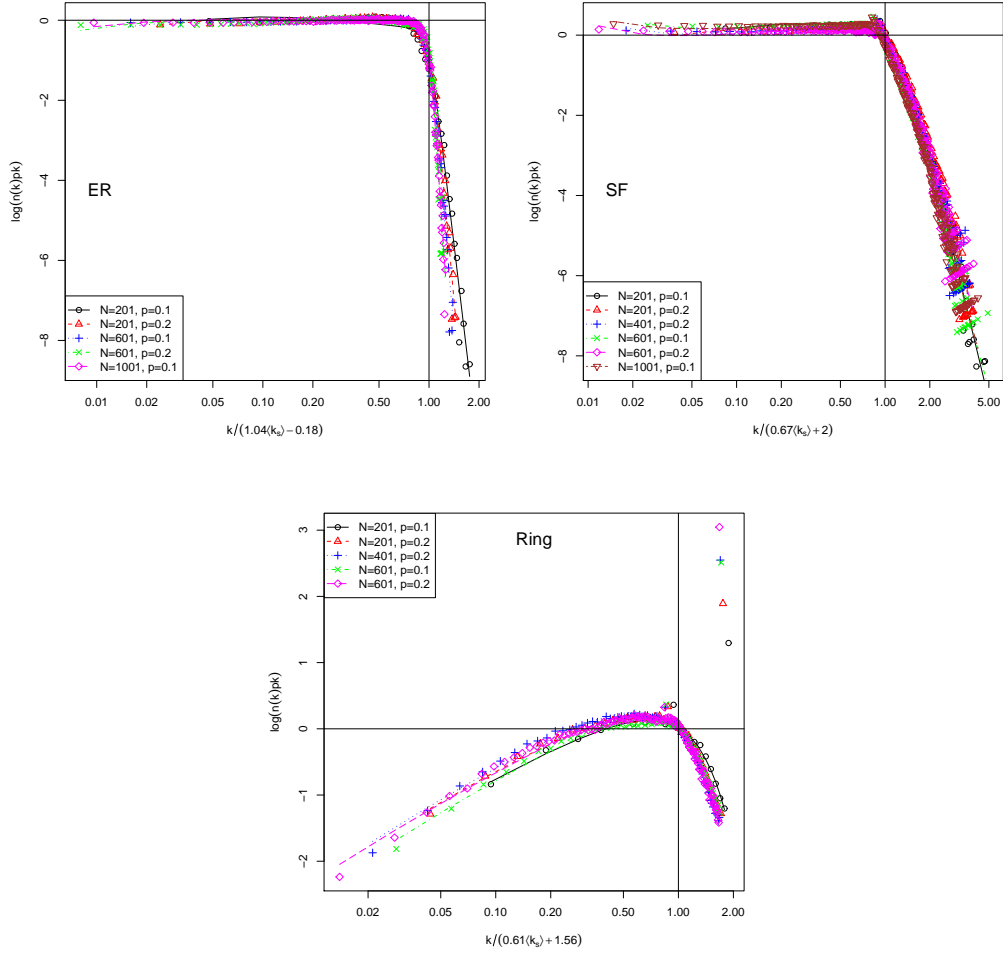 0
−2
−4
−6
−8
log(n(k)pk)
ER
N=201, p=0.1
N=201, p=0.2
N=601, p=0.1
N=601, p=0.2
N=1001, p=0.1
0.01 0.02 0.05 0.10 0.20 0.50 1.00 2.00
k/(1.04⟨ks⟩−0.18)
0
−2
−4
−6
−8
log(n(k)pk)
SF
N=201, p=0.1
N=201, p=0.2
N=401, p=0.2
N=601, p=0.1
N=601, p=0.2
N=1001, p=0.1
0.01 0.02 0.05 0.10 0.20 0.50 1.00 2.00 5.00
k/(0.67⟨ks⟩+2)
3
2
1
0
−1
−2
log(n(k)pk)
Ring
N=201, p=0.1
N=201, p=0.2
N=401, p=0.2
N=601, p=0.1
N=601, p=0.2
0.02 0.05 0.10 0.20 0.50 1.00 2.00
k/(0.61⟨ks⟩+1.56)